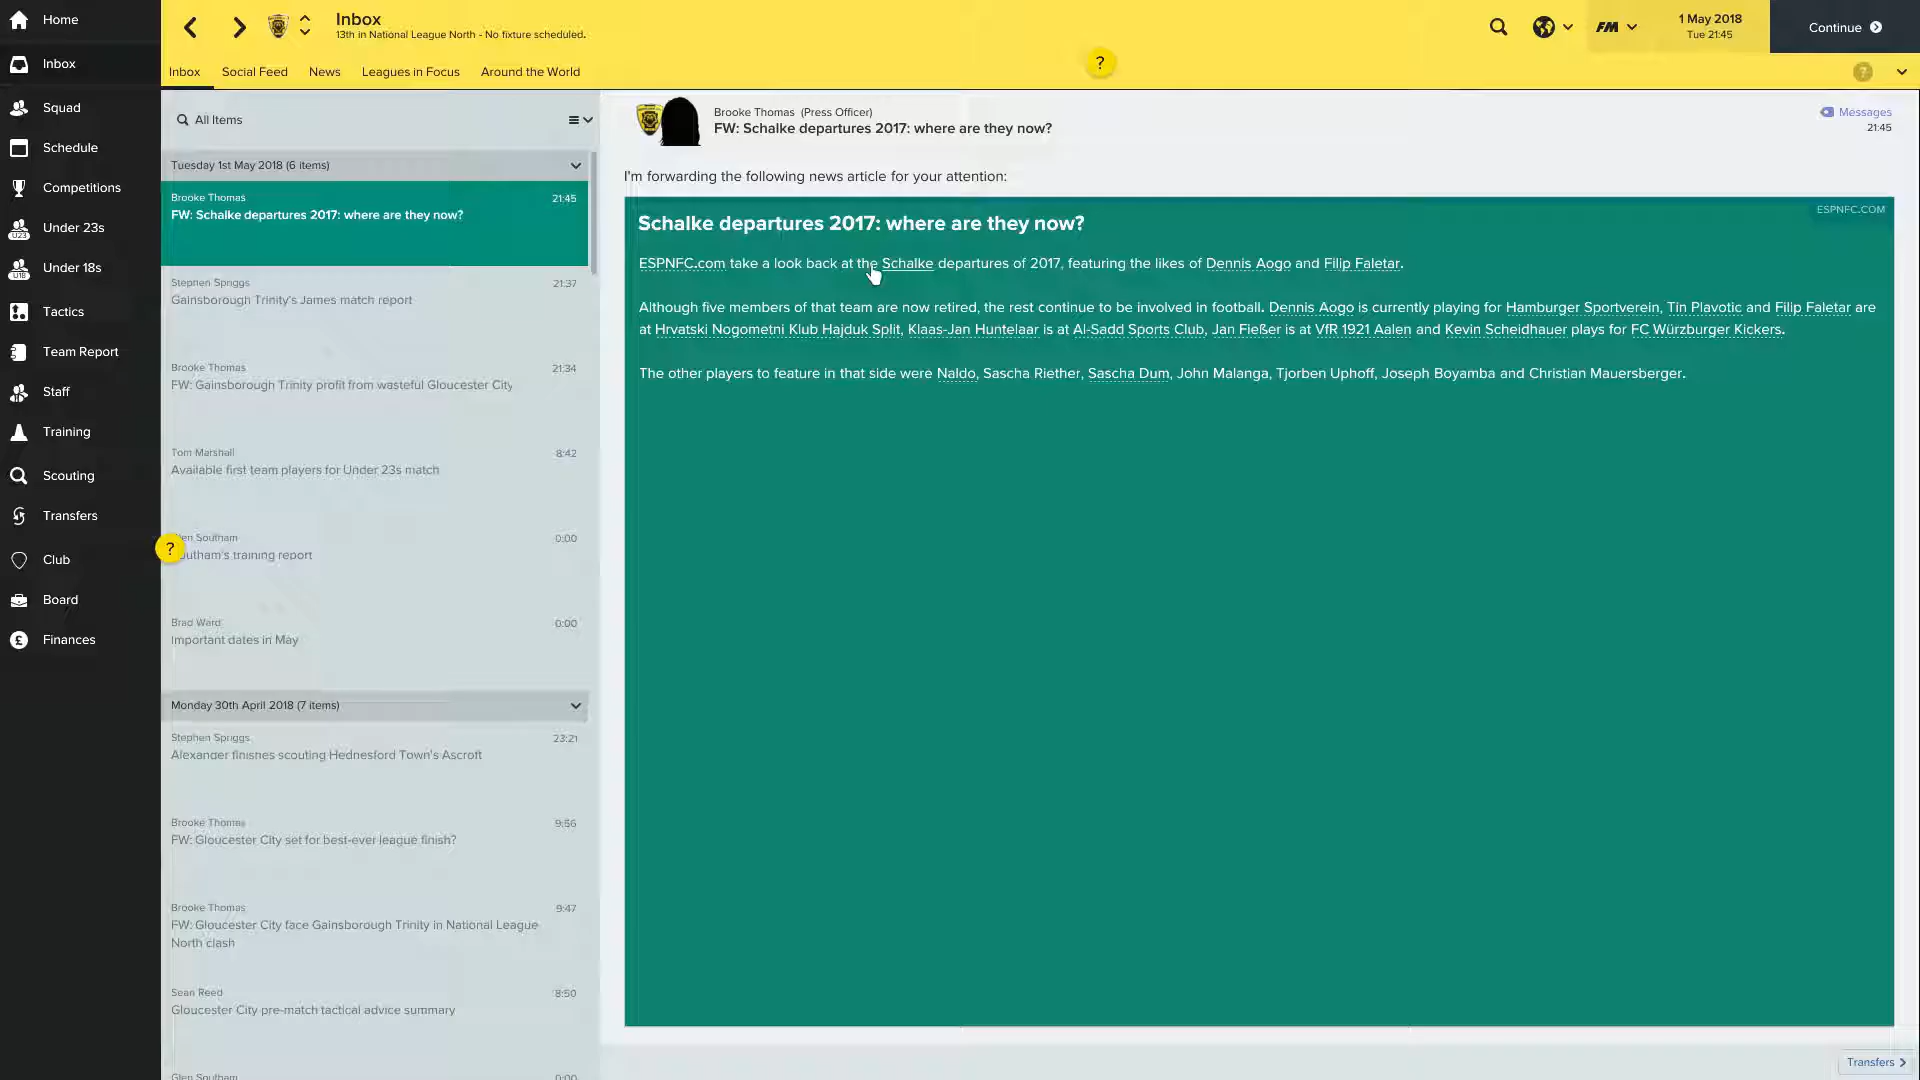 Home
Inbox
Squad
Schedule
Competitions
Under 23s
Under 18s
Tactics
Team Report
Staff
Training
Scouting
Transfers
Club
Board
Finances
Inbox
13th in National League North - No fixture scheduled.
FM
1 May 2018
Tue 21:45
Continue
Inbox Social Feed News Leagues in Focus Around the World
?
?
All Items
Tuesday 1st May 2018 (6 items)
Brooke Thomas 21:45
FW: Schalke departures 2017: where are they now?
Stephen Spriggs 21:37
Gainsborough Trinity's James match report
Brooke Thomas 21:34
FW: Gainsborough Trinity profit from wasteful Gloucester City
Tom Marshall 8:42
Available first team players for Under 23s match
?
Southam 0:00
training report
Brad Ward 0:00
Important dates in May
Monday 30th April 2018 (7 items)
Stephen Spriggs 23:21
Alexander finishes scouting Hednesford Town's Ascroft
Brooke Thomas 9:56
FW: Gloucester City set for best-ever league finish?
Brooke Thomas 9:47
FW: Gloucester City face Gainsborough Trinity in National League
North clash
Sean Reed 8:50
Gloucester City pre-match tactical advice summary
Glen Southam 0:00
Brooke Thomas (Press Officer)
FW: Schalke departures 2017: where are they now?
Messages
21:45
I'm forwarding the following news article for your attention:
ESPNFC.COM
Schalke departures 2017: where are they now?
ESPNFC.com take a look back at the Schalke departures of 2017, featuring the likes of Dennis Aogo and Filip Faletar.
Although five members of that team are now retired, the rest continue to be involved in football. Dennis Aogo is currently playing for Hamburger Sportverein, Tin Plavotic and Filip Faletar are
at Hrvatski Nogometni Klub Hajduk Split, Klaas-Jan Huntelaar is at Al-Sadd Sports Club, Jan Fießer is at VfR 1921 Aalen and Kevin Scheidhauer plays for FC Würzburger Kickers.
The other players to feature in that side were Naldo, Sascha Riether, Sascha Dum, John Malanga, Tjorben Uphoff, Joseph Boyamba and Christian Mauersberger.
Transfers